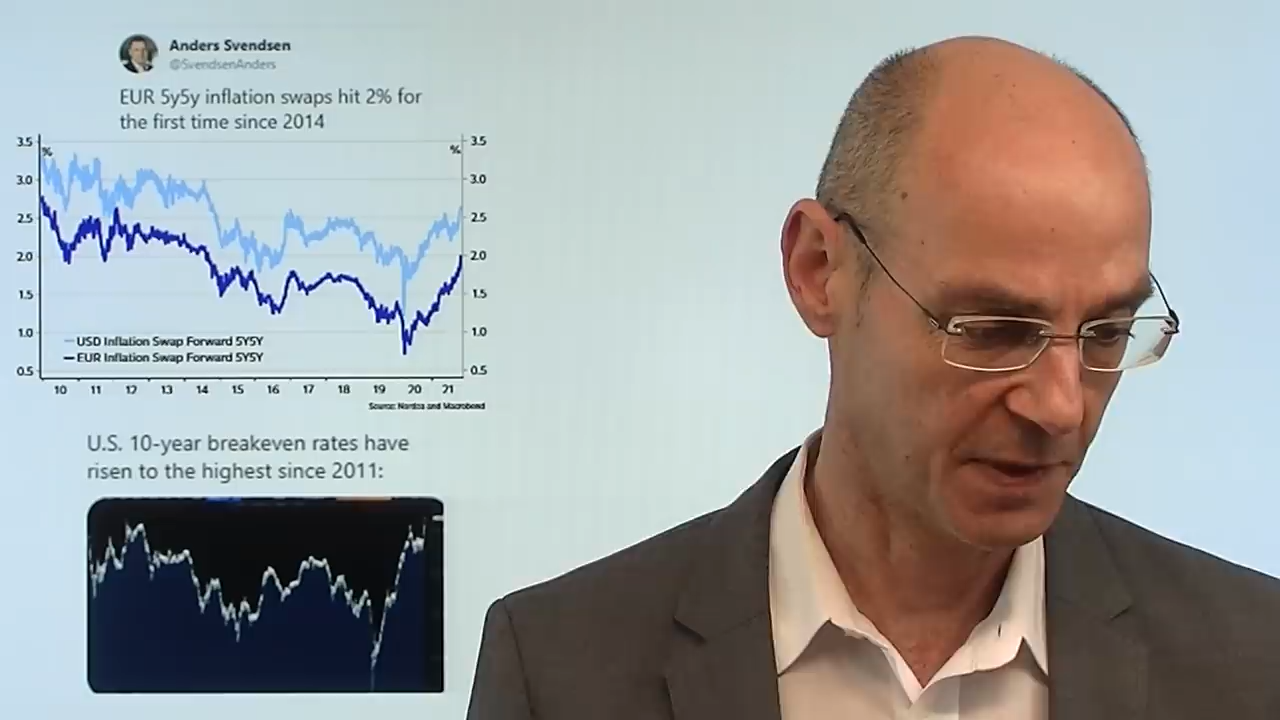 Anders Svendsen
@SvendsenAnders
EUR 5y5y inflation swaps hit 2% for
the first time since 2014
3.5 3.5
% %
3.0 3.0
2.5 2.5
2.0 2.0
1.5 1.5
1.0 1.0
USD Inflation Swap Forward 5Y5Y
EUR Inflation Swap Forward 5Y5Y
0.5 0.5
10 11 12 13 14 15 16 17 18 19 20 21
Source: Nordea and Macrobond
U.S. 10-year breakeven rates have
risen to the highest since 2011: